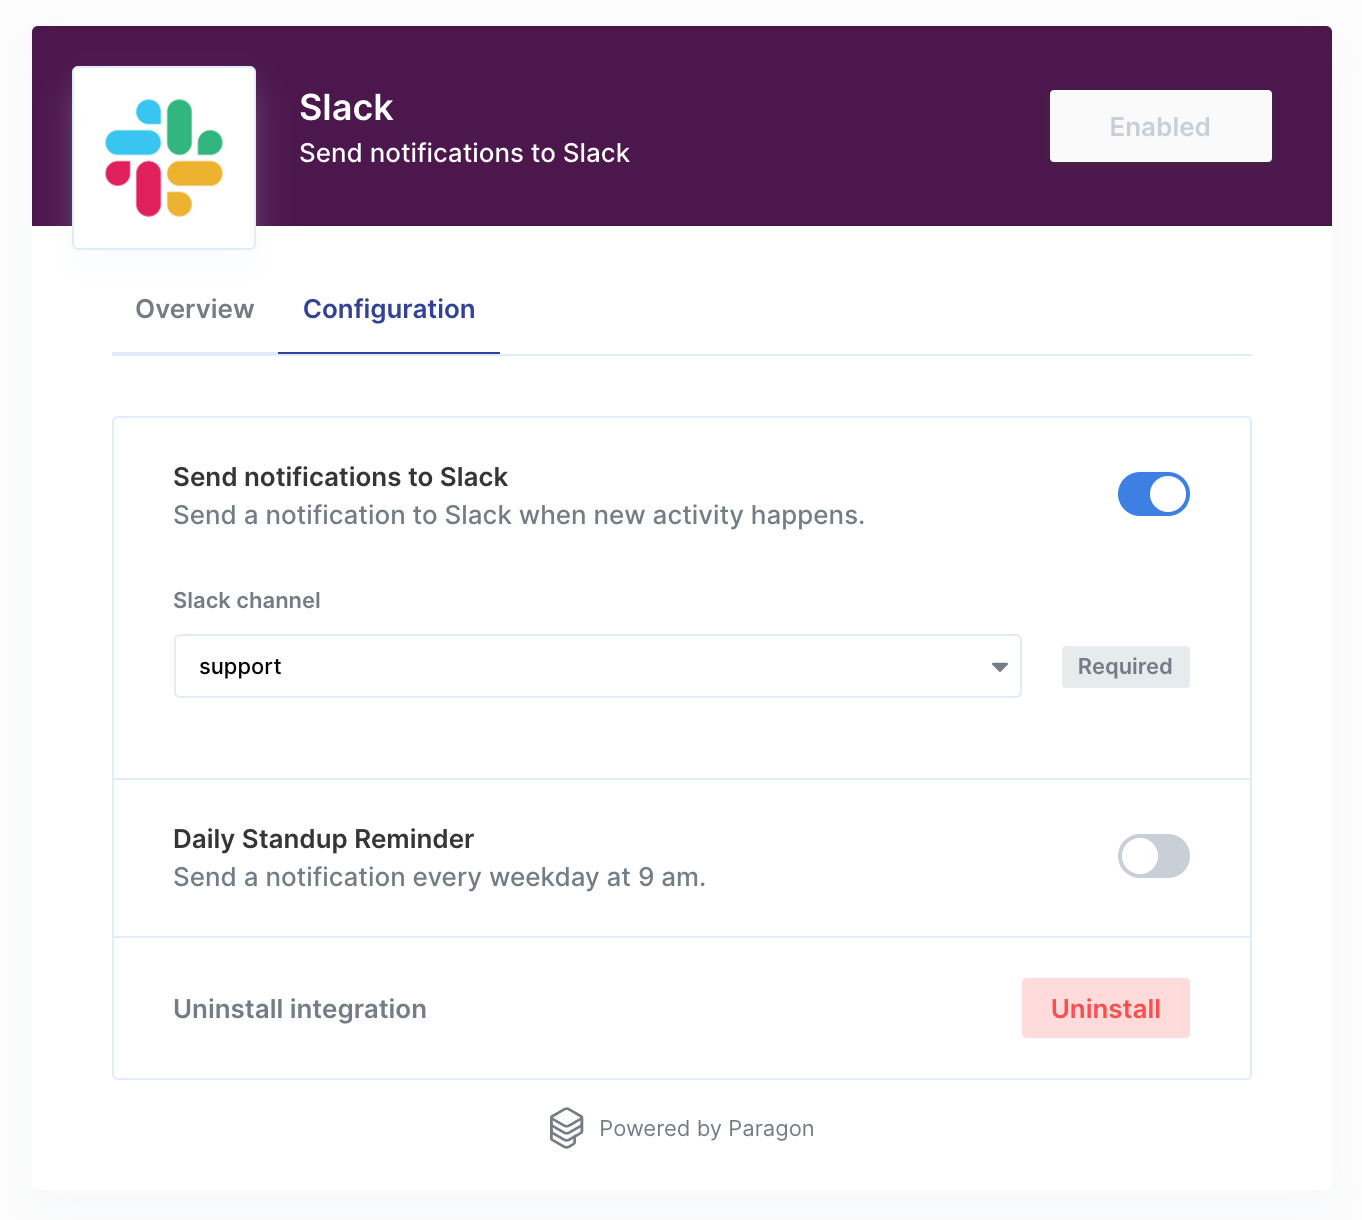 Slack
Send notifications to Slack
Enabled
Overview
Configuration
Send notifications to Slack
Send a notification to Slack when new activity happens.
Slack channel
support
Required
Daily Standup Reminder
Send a notification every weekday at 9 am.
Uninstall integration
Uninstall
Powered by Paragon